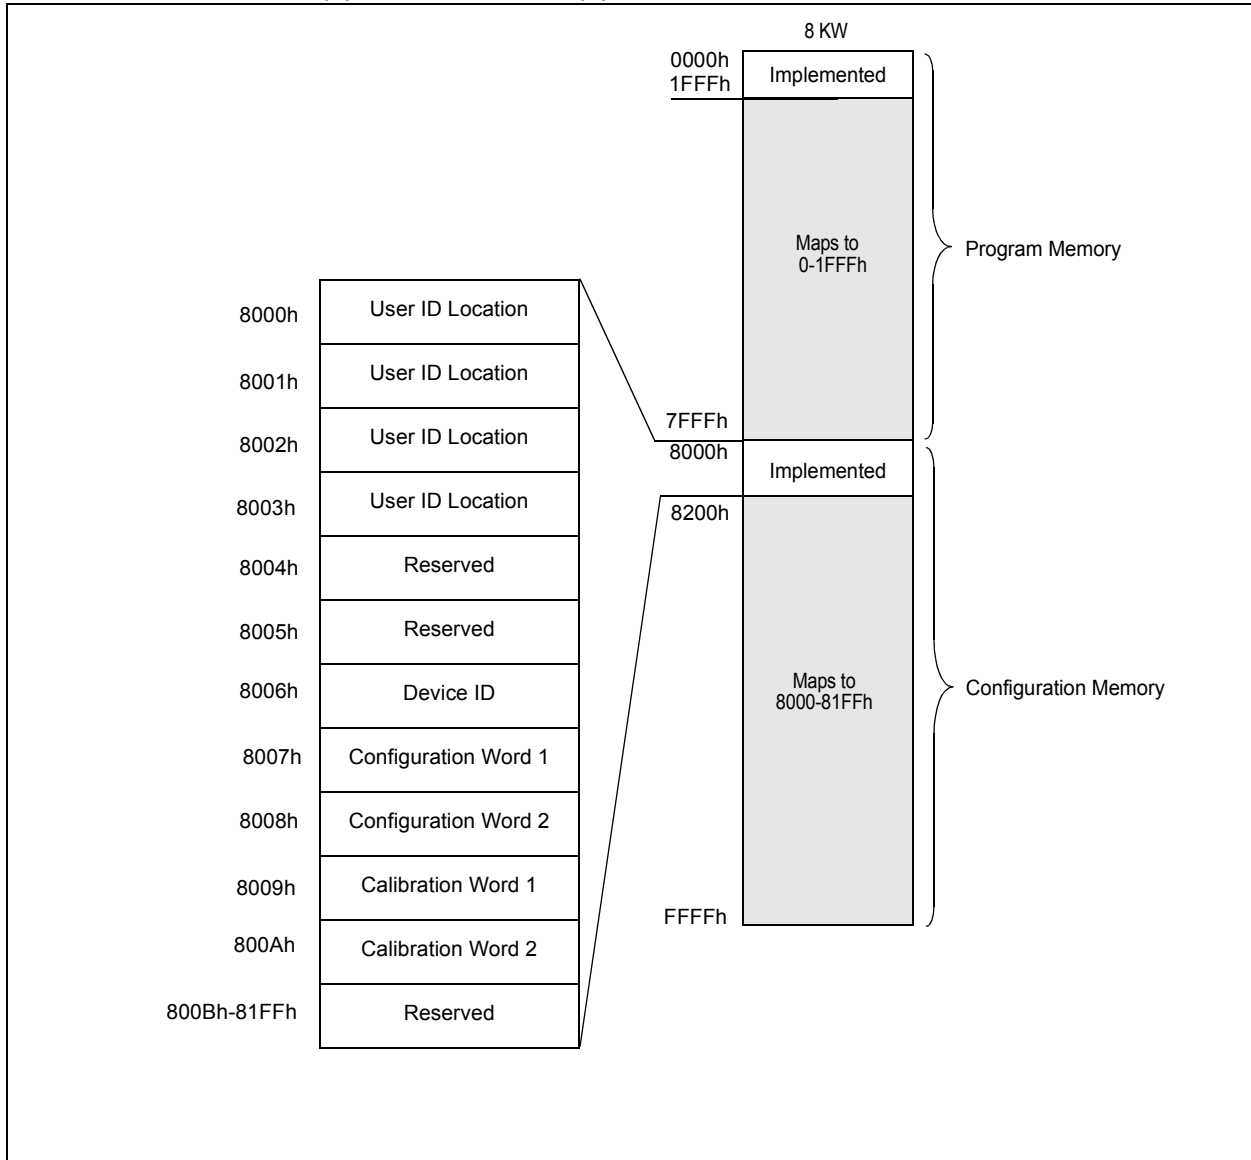 8 KW
0000h
1FFFh
Implemented
Maps to
0-1FFFh
Program Memory
7FFFh
8000h
Implemented
8200h
Maps to
8000-81FFh
Configuration Memory
FFFFh
8000h
User ID Location
8001h
User ID Location
8002h
User ID Location
8003h
User ID Location
8004h
Reserved
8005h
Reserved
8006h
Device ID
8007h
Configuration Word 1
8008h
Configuration Word 2
8009h
Calibration Word 1
800Ah
Calibration Word 2
800Bh-81FFh
Reserved